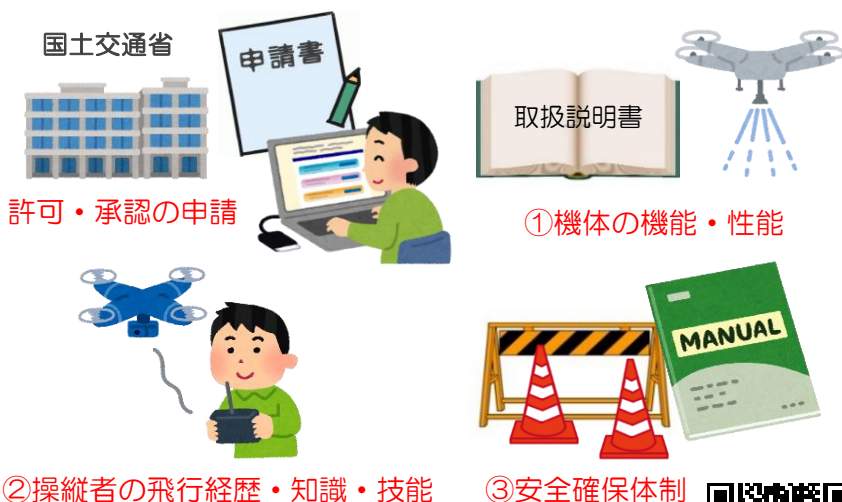 国土交通省
申請書
許可・承認の申請
取扱説明書
①機体の機能・性能
②操縦者の飛行経歴・知識・技能
MANUAL
③安全確保体制